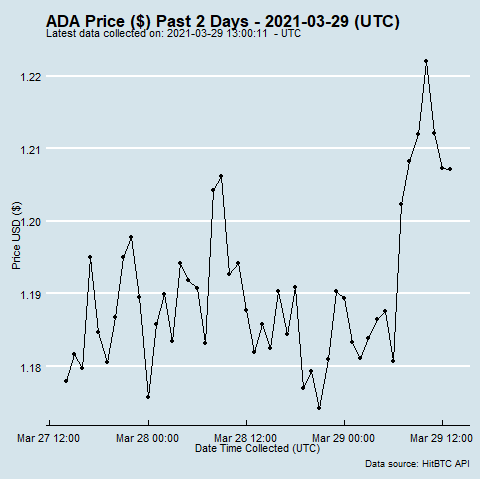 ADA Price ($) Past 2 Days - 2021-03-29 (UTC)
Latest data collected on: 2021-03-29 13:00:11 - UTC
1.22
1.21
1.20
1.19
1.18
Price USD ($)
Mar 27 12:00 Mar 28 00:00 Mar 28 12:00 Mar 29 00:00 Mar 29 12:00
Date Time Collected (UTC)
Data source: HitBTC API